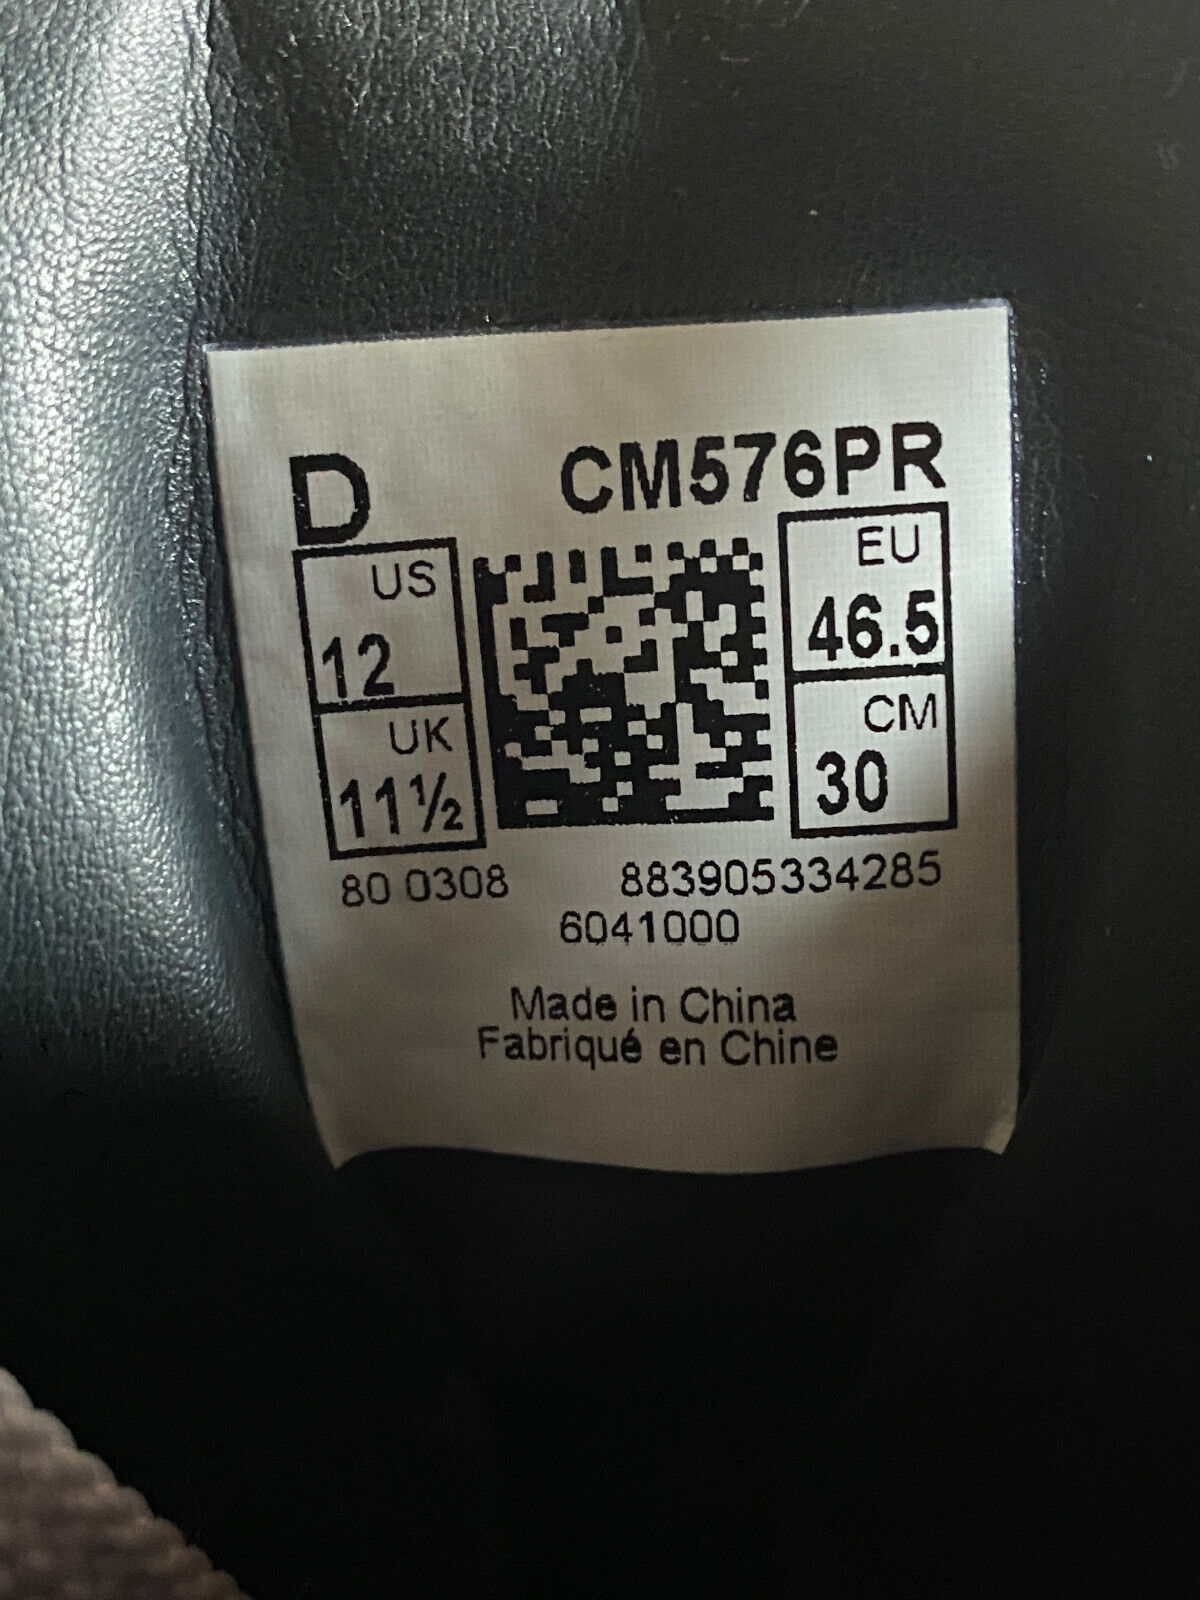 D CM576PR
US EU
12 46.5
UK CM
11½ 30
80 0308 883905334285
6041000
Made in China
Fabriqué en Chine